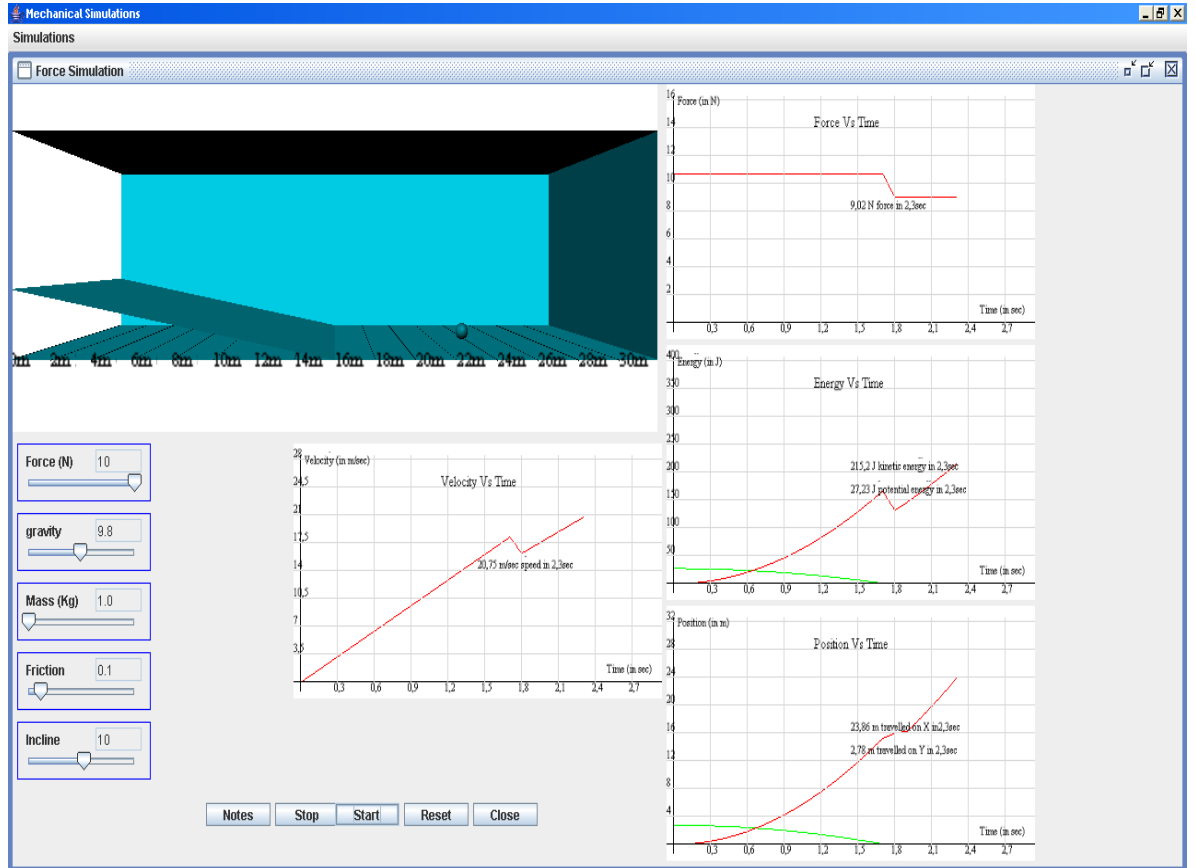 Mechanical Simulations
Simulations
Force Simulation
0m 2m 4m 6m 8m 10m 12m 14m 16m 18m 20m 22m 24m 26m 28m 30m
Force (N) 10
gravity 9.8
Mass (Kg) 1.0
Friction 0.1
Incline 10
28
Velocity (in m/sec)
Velocity Vs Time
24,5
21
17,5
20,75 m/sec speed in 2,3sec
14
10,5
7
3,5
Time (in sec)
0,3 0,6 0,9 1,2 1,5 1,8 2,1 2,4 2,7
16
Force (in N)
Force Vs Time
14
12
10
9,02 N force in 2,3sec
8
6
4
2
Time (in sec)
0,3 0,6 0,9 1,2 1,5 1,8 2,1 2,4 2,7
400
Energy (in J)
Energy Vs Time
350
300
250
200
215,2 J kinetic energy in 2,3sec
27,23 J potential energy in 2,3sec
150
100
50
Time (in sec)
0,3 0,6 0,9 1,2 1,5 1,8 2,1 2,4 2,7
32
Position (in m)
Position Vs Time
28
24
20
16
23,86 m travelled on X in2,3sec
2,78 m travelled on Y in 2,3sec
12
8
4
Time (in sec)
0,3 0,6 0,9 1,2 1,5 1,8 2,1 2,4 2,7
Notes Stop Start Reset Close